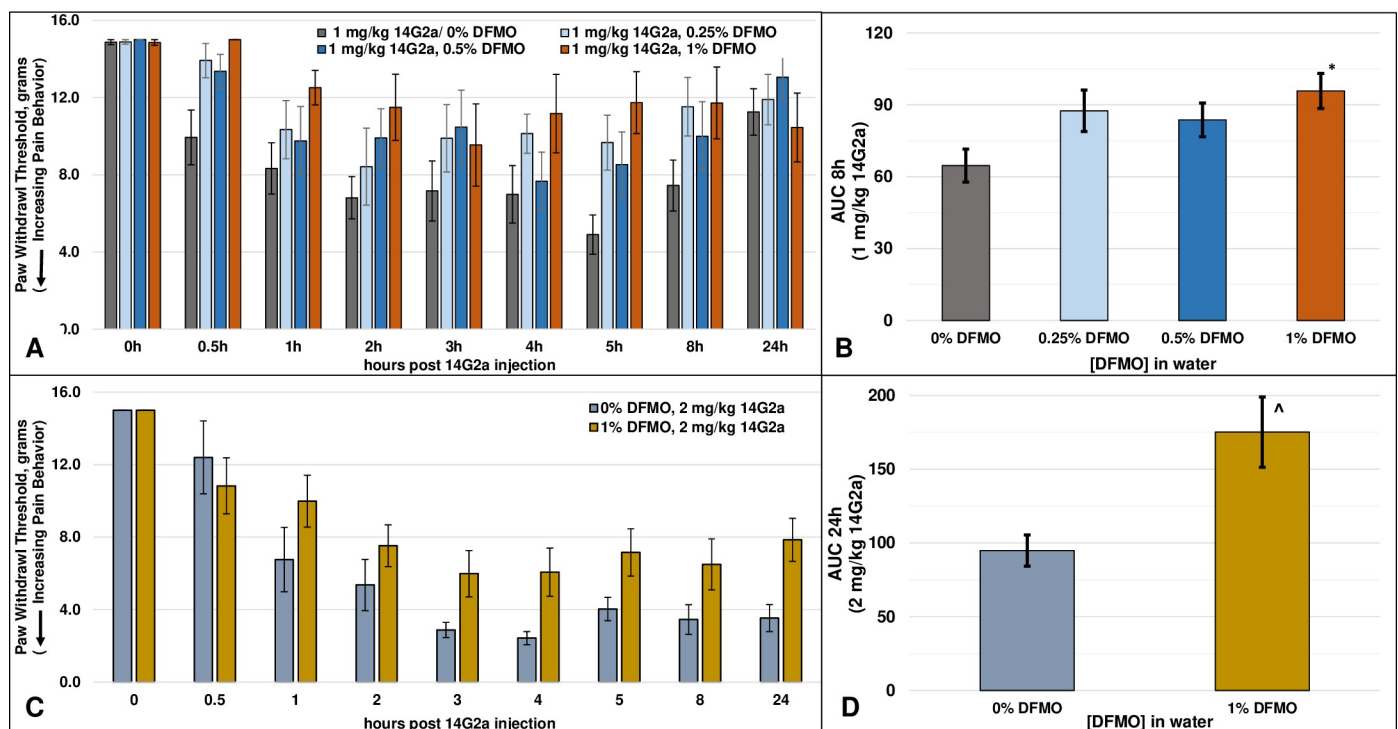 16.0
12.0
8.0
4.0
0.0
Paw Withdrawl Threshold, grams
(⟵ Increasing Pain Behavior)
1 mg/kg 14G2a/ 0% DFMO
1 mg/kg 14G2a, 0.25% DFMO
1 mg/kg 14G2a, 0.5% DFMO
1 mg/kg 14G2a, 1% DFMO
0h 0.5h 1h 2h 3h 4h 5h 8h 24h
hours post 14G2a injection
A
120
90
60
30
0
AUC 8h
(1 mg/kg 14G2a)
*
0% DFMO 0.25% DFMO 0.5% DFMO 1% DFMO
[DFMO] in water
B
16.0
12.0
8.0
4.0
0.0
Paw Withdrawl Threshold, grams
(⟵ Increasing Pain Behavior)
0% DFMO, 2 mg/kg 14G2a
1% DFMO, 2 mg/kg 14G2a
0 0.5 1 2 3 4 5 8 24
hours post 14G2a injection
C
200
150
100
50
0
AUC 24h
(2 mg/kg 14G2a)
^
0% DFMO 1% DFMO
[DFMO] in water
D